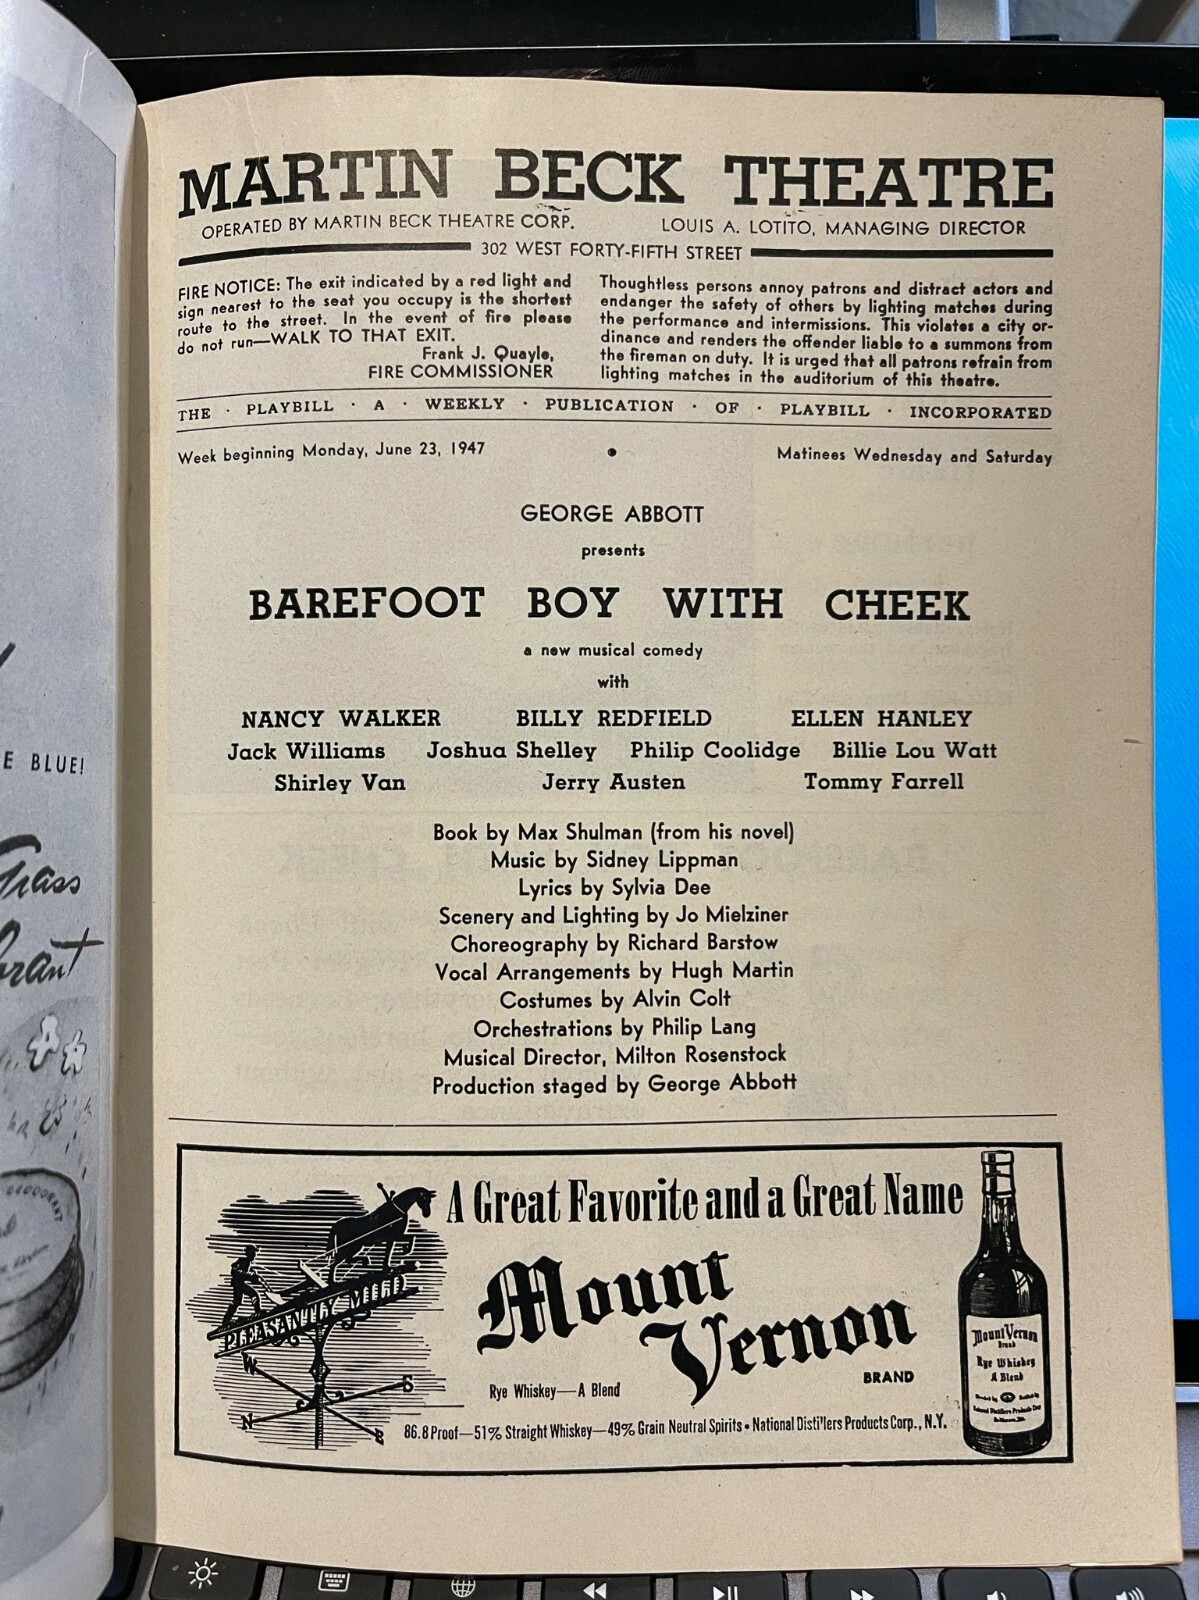 MARTIN BECK THEATRE
OPERATED BY MARTIN BECK THEATRE CORP. LOUIS A. LOTITO, MANAGING DIRECTOR
302 WEST FORTY-FIFTH STREET
FIRE NOTICE: The exit indicated by a red light and
sign nearest to the seat you occupy is the shortest
route to the street. In the event of fire please
do not run—WALK TO THAT EXIT.
Frank J. Quayle,
FIRE COMMISSIONER
Thoughtless persons annoy patrons and distract actors and
endanger the safety of others by lighting matches during
the performance and intermissions. This violates a city or-
dinance and renders the offender liable to a summons from
the fireman on duty. It is urged that all patrons refrain from
lighting matches in the auditorium of this theatre.
THE · PLAYBILL · A · WEEKLY · PUBLICATION · OF · PLAYBILL · INCORPORATED
Week beginning Monday, June 23, 1947 • Matinees Wednesday and Saturday
GEORGE ABBOTT
presents
BAREFOOT BOY WITH CHEEK
a new musical comedy
with
NANCY WALKER BILLY REDFIELD ELLEN HANLEY
Jack Williams Joshua Shelley Philip Coolidge Billie Lou Watt
Shirley Van Jerry Austen Tommy Farrell
Book by Max Shulman (from his novel)
Music by Sidney Lippman
Lyrics by Sylvia Dee
Scenery and Lighting by Jo Mielziner
Choreography by Richard Barstow
Vocal Arrangements by Hugh Martin
Costumes by Alvin Colt
Orchestrations by Philip Lang
Musical Director, Milton Rosenstock
Production staged by George Abbott
A Great Favorite and a Great Name
Mount
Vernon
BRAND
PLEASANTLY MILD
W
S
N
Rye Whiskey—A Blend
86.8 Proof—51% Straight Whiskey—49% Grain Neutral Spirits • National Distillers Products Corp., N.Y.
Mount Vernon
Brand
Rye Whiskey
A Blend
E BLUE!
Grass